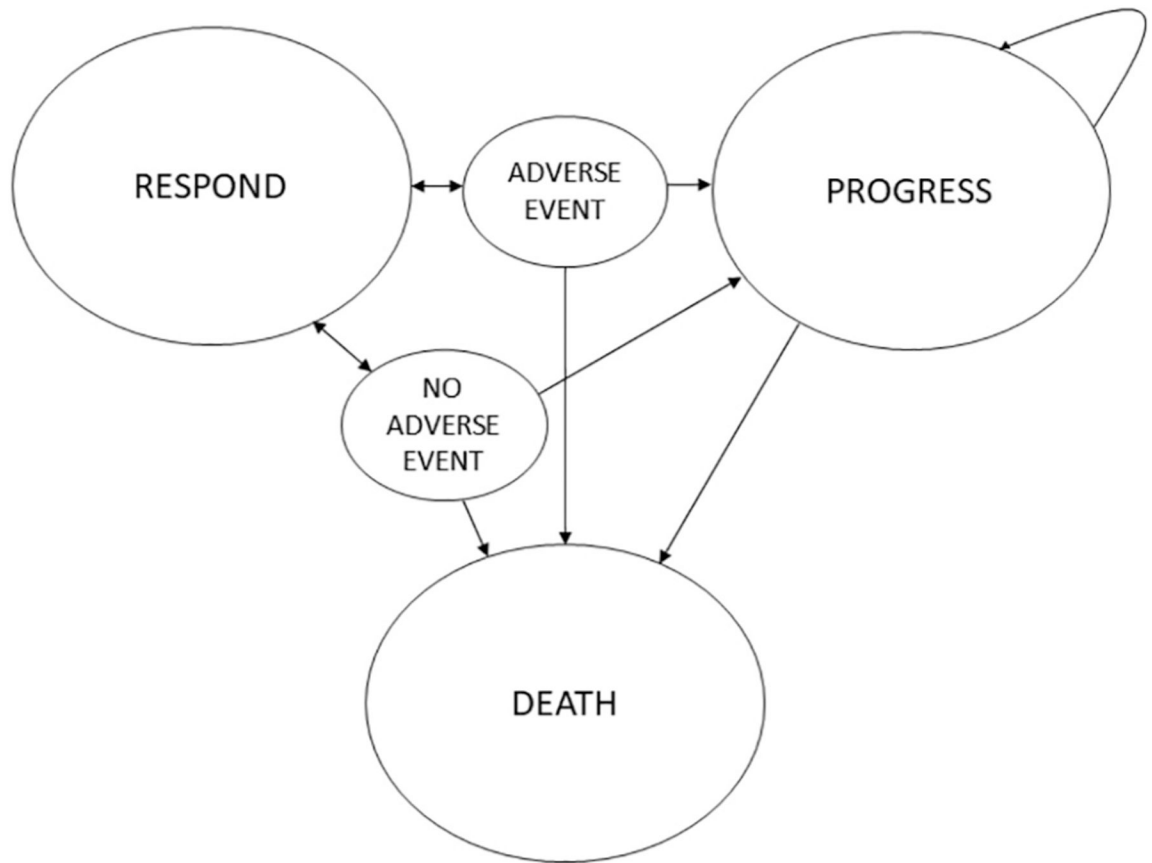 RESPOND
ADVERSE
EVENT
PROGRESS
NO
ADVERSE
EVENT
DEATH